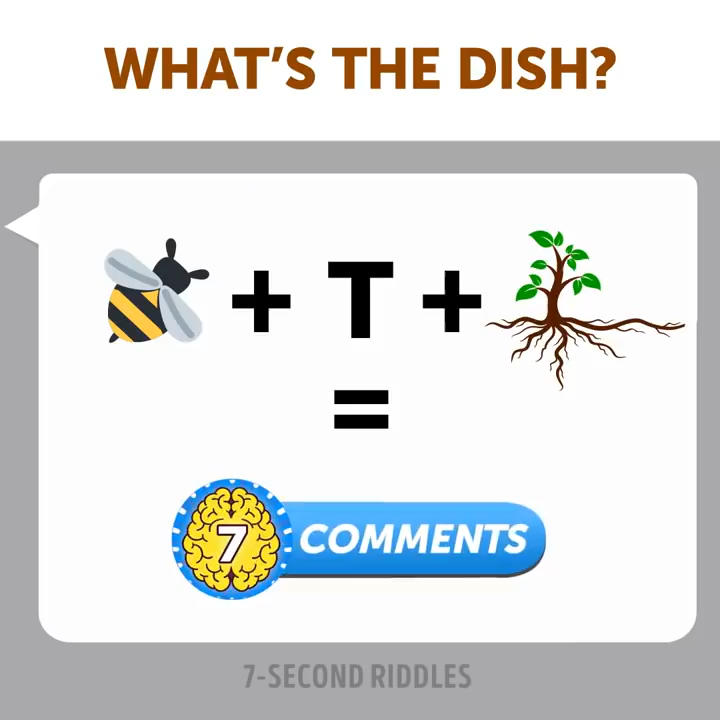 WHAT'S THE DISH?
+ T +
=
7 COMMENTS
7-SECOND RIDDLES